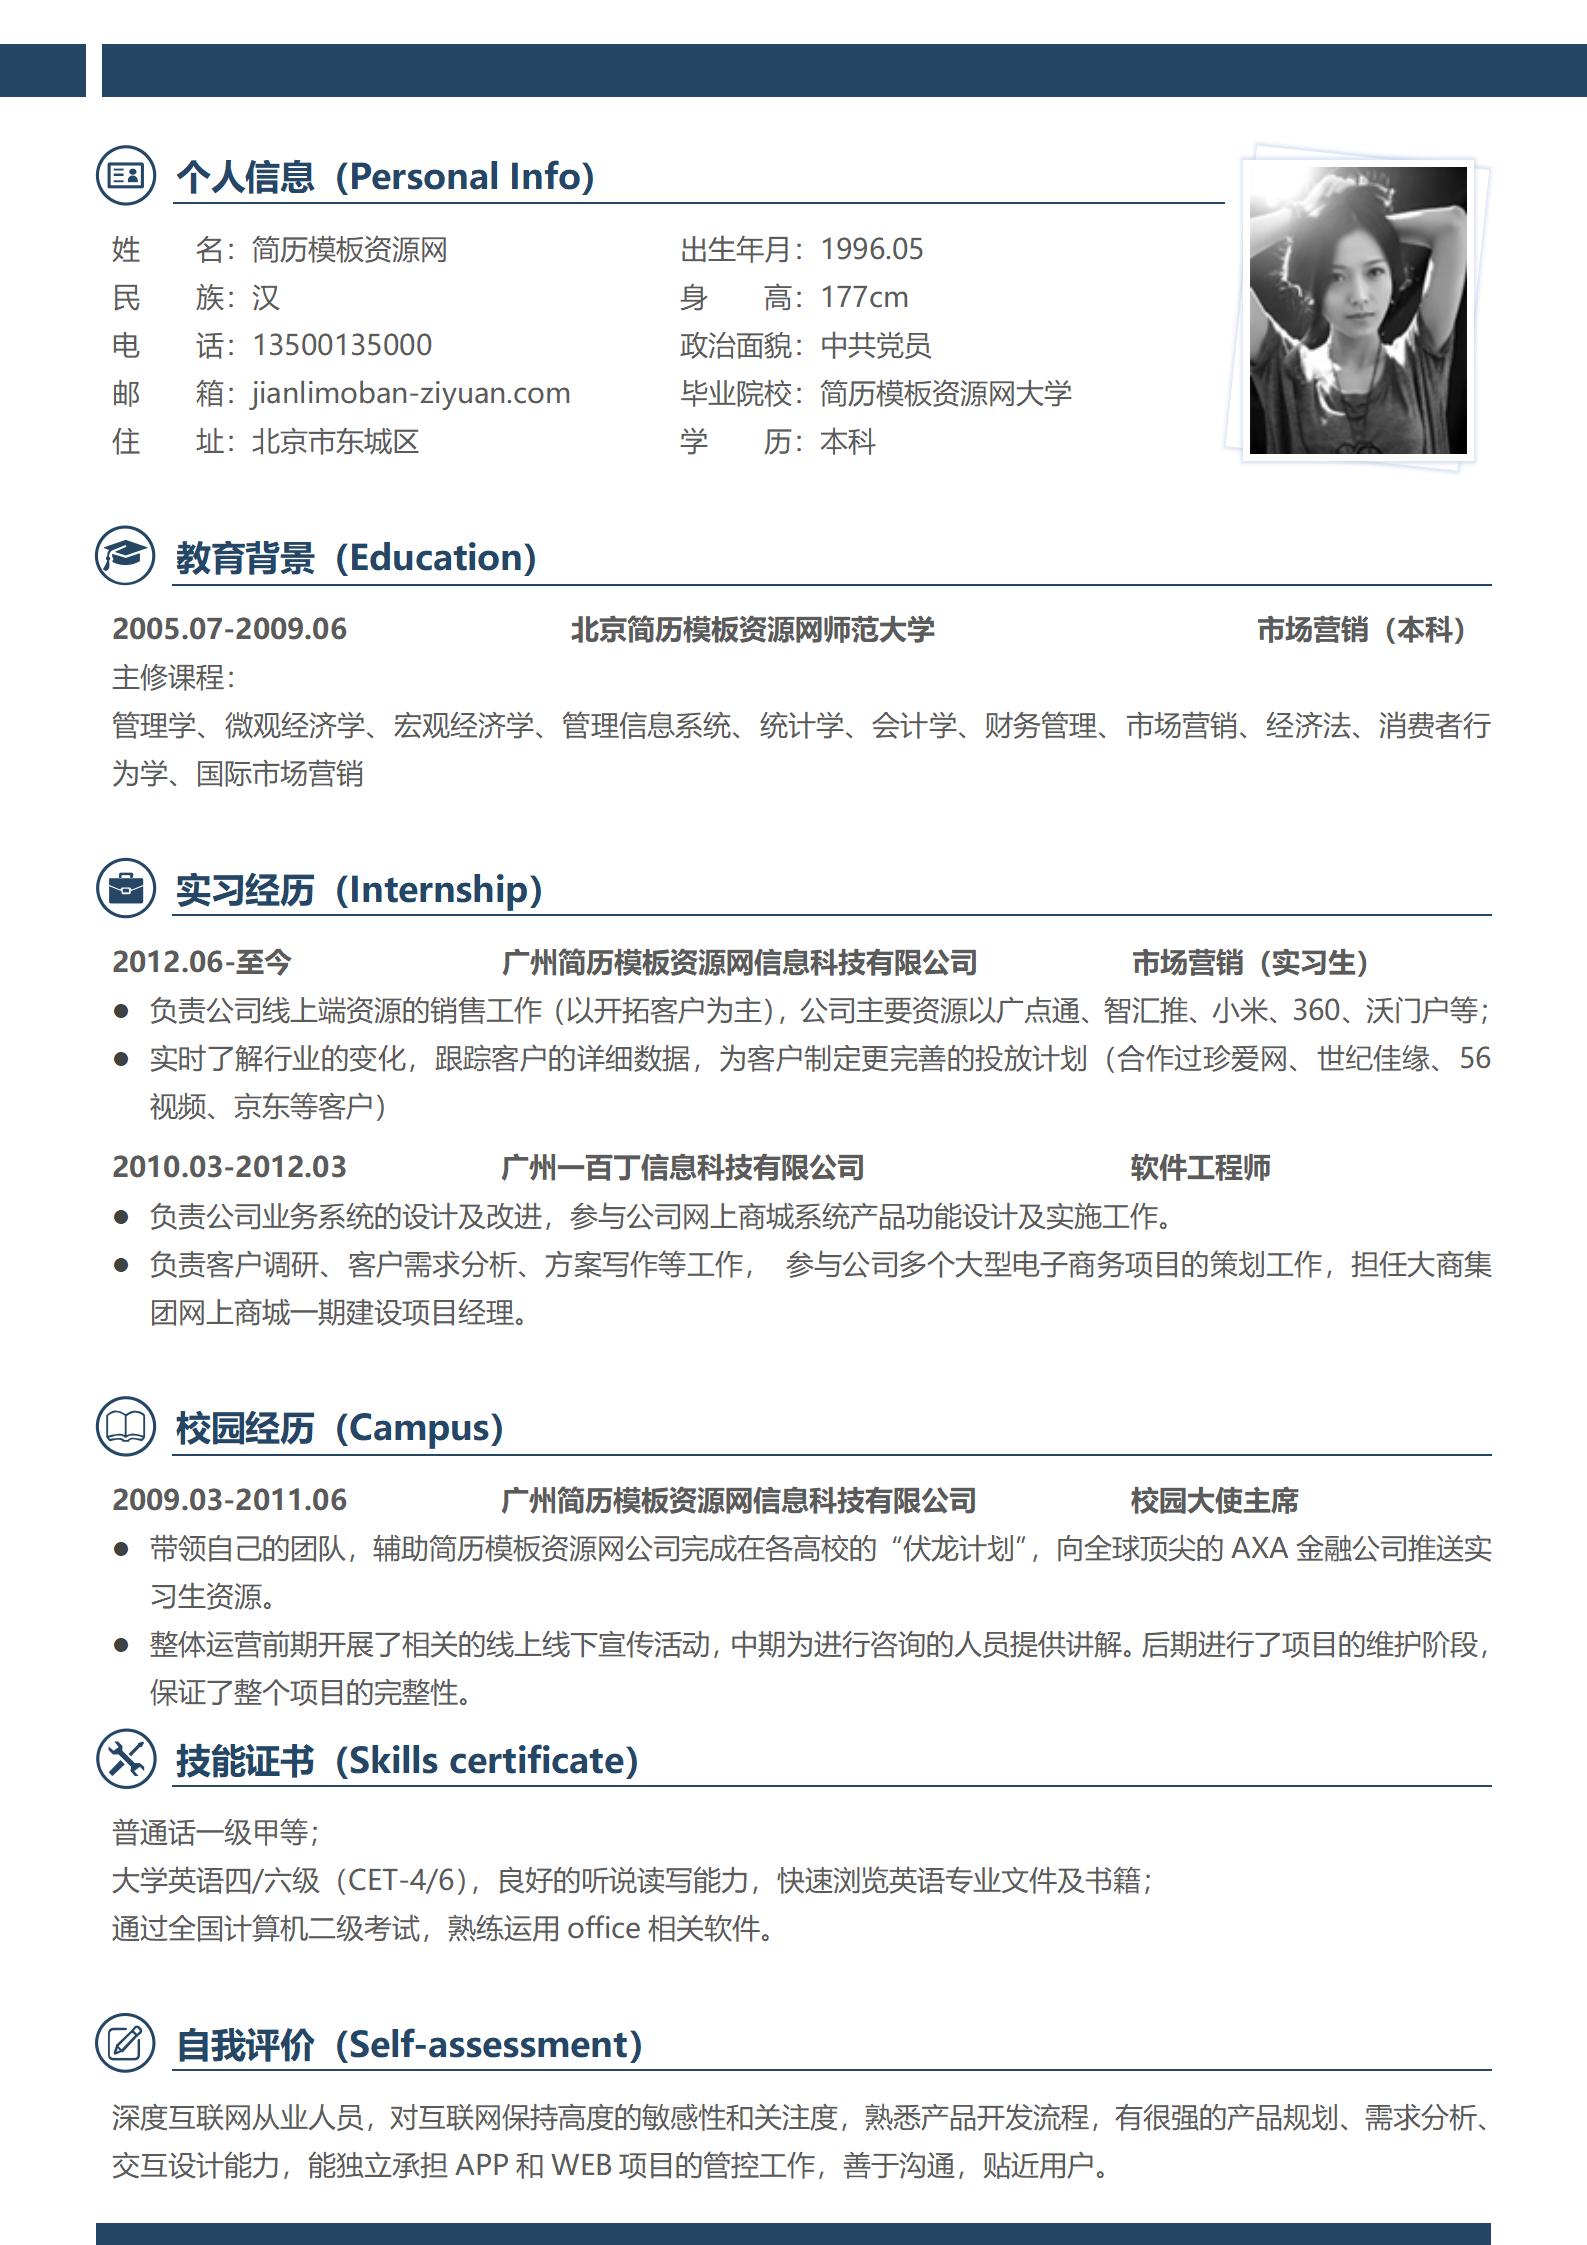 个人信息（Personal Info）
姓　　名：简历模板资源网　出生年月：1996.05
民　　族：汉　身　　高：177cm
电　　话：13500135000　政治面貌：中共党员
邮　　箱：jianlimoban-ziyuan.com　毕业院校：简历模板资源网大学
住　　址：北京市东城区　学　　历：本科
教育背景（Education）
2005.07-2009.06　北京简历模板资源网师范大学　市场营销（本科）
主修课程：
管理学、微观经济学、宏观经济学、管理信息系统、统计学、会计学、财务管理、市场营销、经济法、消费者行
为学、国际市场营销
实习经历（Internship）
2012.06-至今　广州简历模板资源网信息科技有限公司　市场营销（实习生）
● 负责公司线上端资源的销售工作（以开拓客户为主），公司主要资源以广点通、智汇推、小米、360、沃门户等；
● 实时了解行业的变化，跟踪客户的详细数据，为客户制定更完善的投放计划（合作过珍爱网、世纪佳缘、56
视频、京东等客户）
2010.03-2012.03　广州一百丁信息科技有限公司　软件工程师
● 负责公司业务系统的设计及改进，参与公司网上商城系统产品功能设计及实施工作。
● 负责客户调研、客户需求分析、方案写作等工作，　参与公司多个大型电子商务项目的策划工作，担任大商集
团网上商城一期建设项目经理。
校园经历（Campus）
2009.03-2011.06　广州简历模板资源网信息科技有限公司　校园大使主席
● 带领自己的团队，辅助简历模板资源网公司完成在各高校的“伏龙计划”，向全球顶尖的 AXA 金融公司推送实
习生资源。
● 整体运营前期开展了相关的线上线下宣传活动，中期为进行咨询的人员提供讲解。后期进行了项目的维护阶段，
保证了整个项目的完整性。
技能证书（Skills certificate）
普通话一级甲等；
大学英语四/六级（CET-4/6），良好的听说读写能力，快速浏览英语专业文件及书籍；
通过全国计算机二级考试，熟练运用 office 相关软件。
自我评价（Self-assessment）
深度互联网从业人员，对互联网保持高度的敏感性和关注度，熟悉产品开发流程，有很强的产品规划、需求分析、
交互设计能力，能独立承担 APP 和 WEB 项目的管控工作，善于沟通，贴近用户。